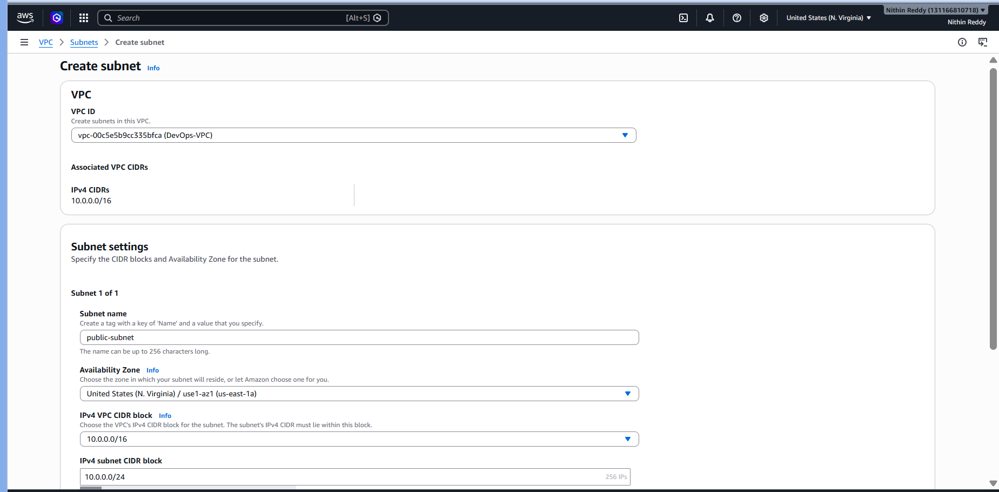 aws
Search [Alt+S]
United States (N. Virginia) ▼
Nithin Reddy (131166810718) ▼
Nithin Reddy
VPC > Subnets > Create subnet
Create subnet Info
VPC
VPC ID
Create subnets in this VPC.
vpc-00c5e5b9cc335bfca (DevOps-VPC)
Associated VPC CIDRs
IPv4 CIDRs
10.0.0.0/16
Subnet settings
Specify the CIDR blocks and Availability Zone for the subnet.
Subnet 1 of 1
Subnet name
Create a tag with a key of 'Name' and a value that you specify.
public-subnet
The name can be up to 256 characters long.
Availability Zone Info
Choose the zone in which your subnet will reside, or let Amazon choose one for you.
United States (N. Virginia) / use1-az1 (us-east-1a)
IPv4 VPC CIDR block Info
Choose the VPC's IPv4 CIDR block for the subnet. The subnet's IPv4 CIDR must lie within this block.
10.0.0.0/16
IPv4 subnet CIDR block
10.0.0.0/24 256 IPs